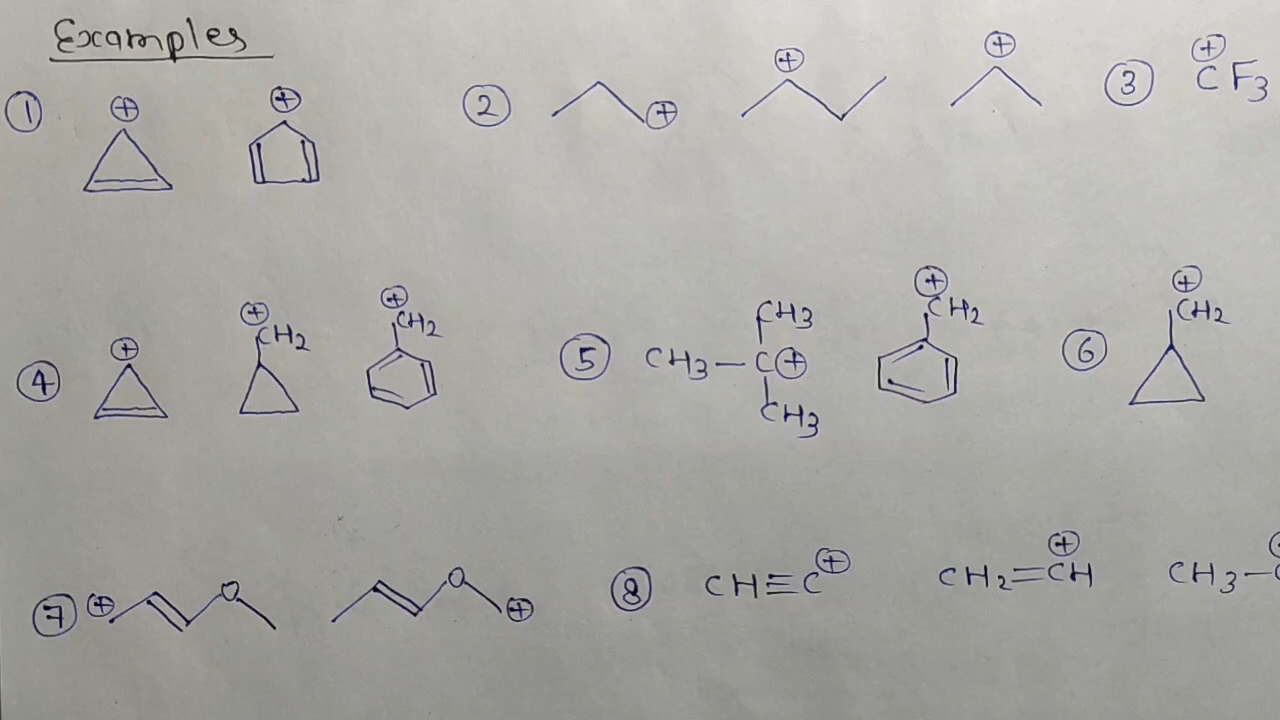 Examples
① ⊕ ⊕ ② ⊕ ⊕ ⊕ ③ ⊕CF3
④ ⊕ ⊕CH2 ⊕CH2 ⑤ CH3 CH3—C⊕ CH3 ⊕CH2 ⑥ ⊕CH2
⑦ ⊕ O O ⊕ ⑧ CH≡C⊕ CH2=CH⊕ CH3—C⊕